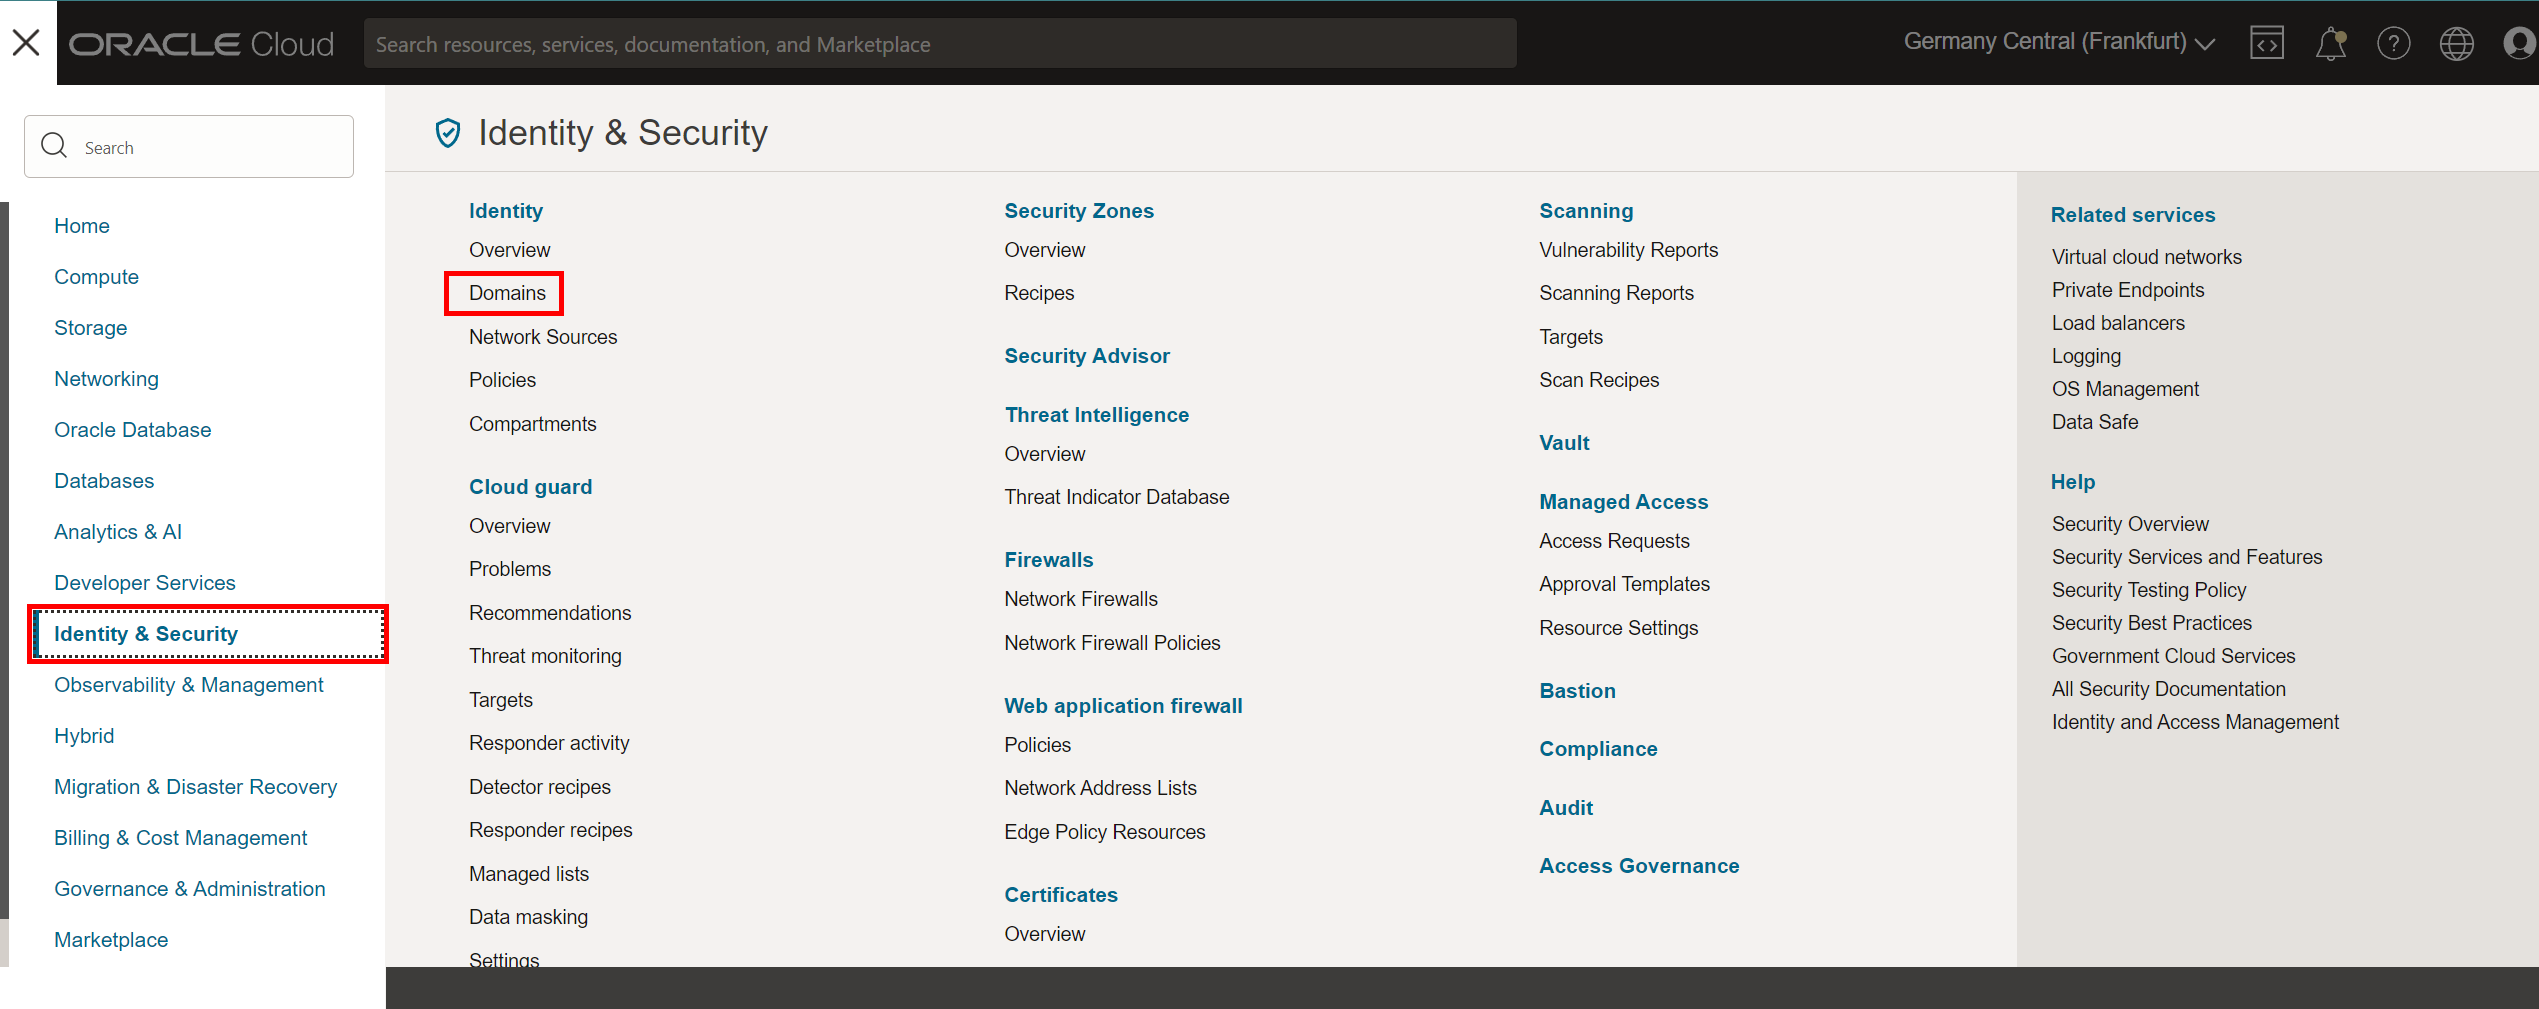 ORACLE Cloud
Search resources, services, documentation, and Marketplace
Germany Central (Frankfurt)
Search
Home
Compute
Storage
Networking
Oracle Database
Databases
Analytics & AI
Developer Services
Identity & Security
Observability & Management
Hybrid
Migration & Disaster Recovery
Billing & Cost Management
Governance & Administration
Marketplace
Identity & Security
Identity
Overview
Domains
Network Sources
Policies
Compartments
Cloud guard
Overview
Problems
Recommendations
Threat monitoring
Targets
Responder activity
Detector recipes
Responder recipes
Managed lists
Data masking
Settings
Security Zones
Overview
Recipes
Security Advisor
Threat Intelligence
Overview
Threat Indicator Database
Firewalls
Network Firewalls
Network Firewall Policies
Web application firewall
Policies
Network Address Lists
Edge Policy Resources
Certificates
Overview
Scanning
Vulnerability Reports
Scanning Reports
Targets
Scan Recipes
Vault
Managed Access
Access Requests
Approval Templates
Resource Settings
Bastion
Compliance
Audit
Access Governance
Related services
Virtual cloud networks
Private Endpoints
Load balancers
Logging
OS Management
Data Safe
Help
Security Overview
Security Services and Features
Security Testing Policy
Security Best Practices
Government Cloud Services
All Security Documentation
Identity and Access Management